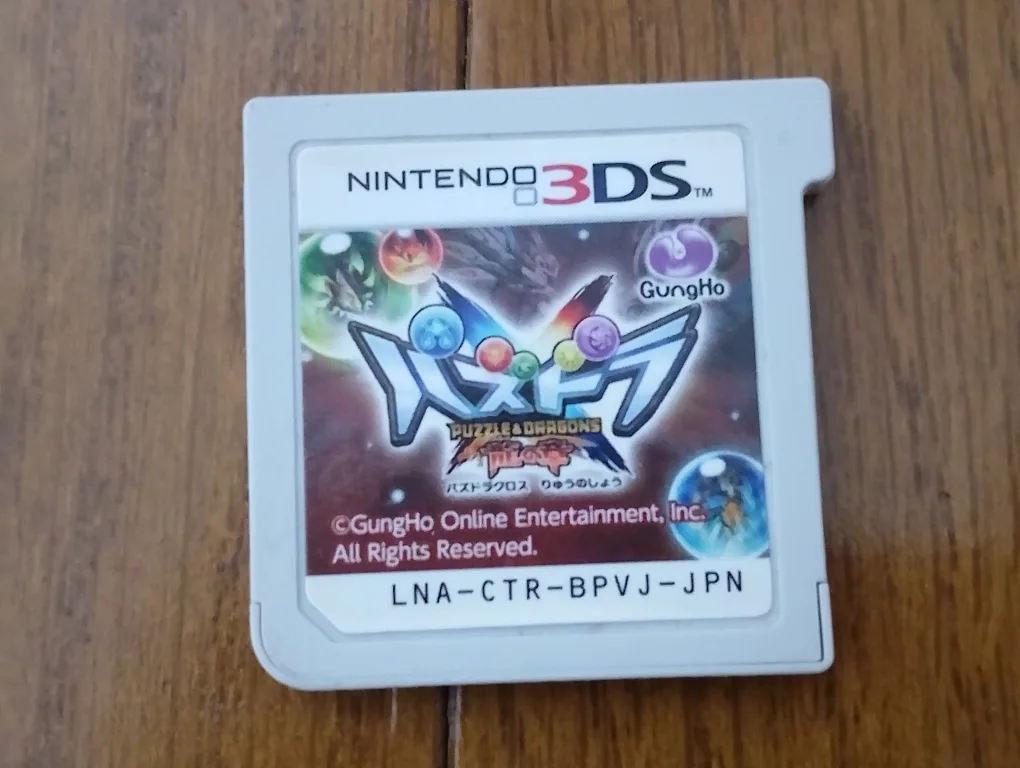 NINTENDO 3DS™
GungHo
パズドラ
PUZZLE & DRAGONS
龍の章
パズドラクロス りゅうのしょう
©GungHo Online Entertainment, Inc.
All Rights Reserved.
LNA-CTR-BPVJ-JPN